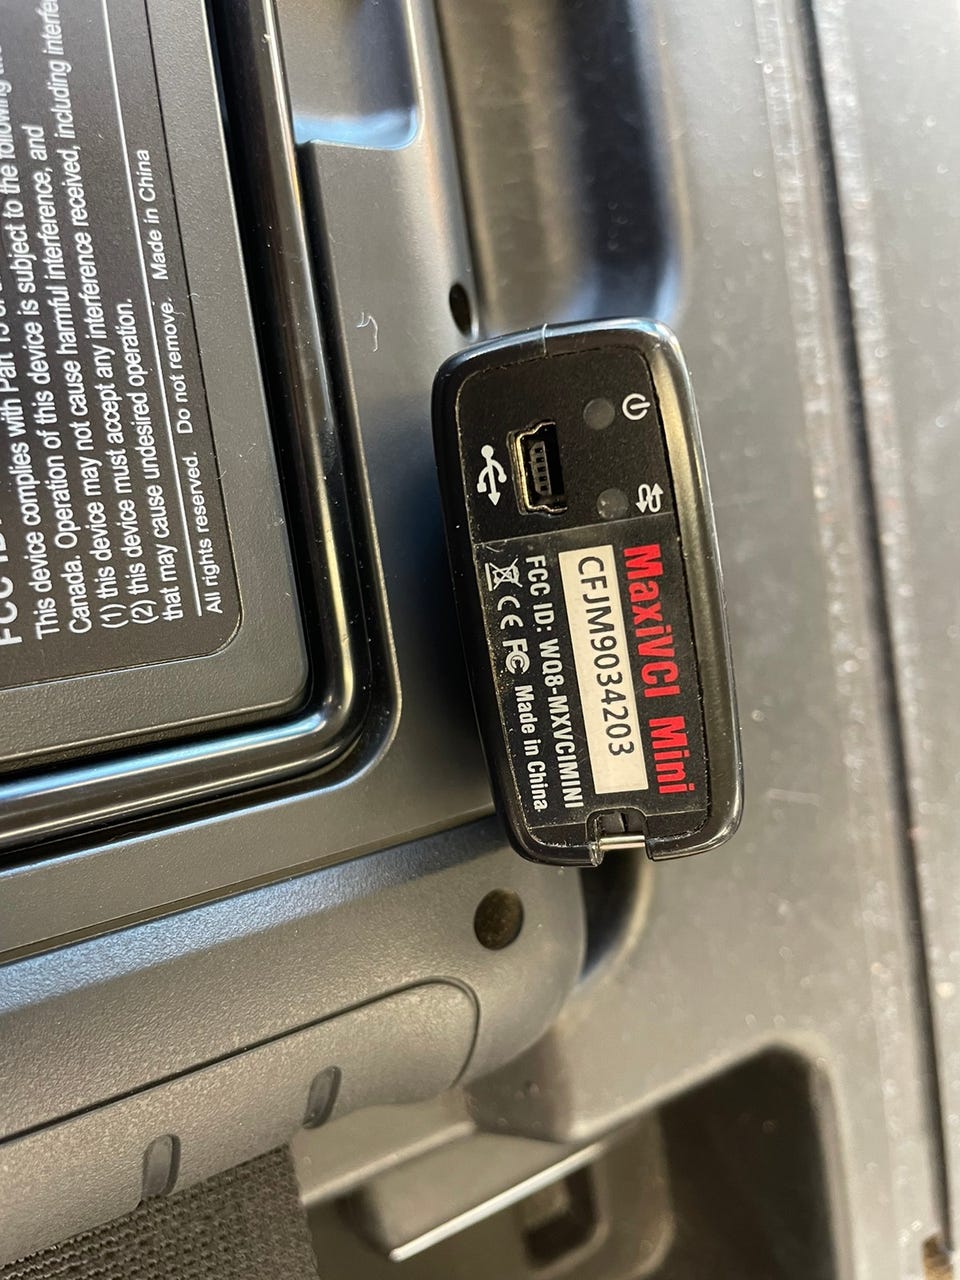 This device complies with Part 15 of
Canada. Operation of this device is subject to the following
(1) this device may not cause harmful interference, and
(2) this device must accept any interference received, including
that may cause undesired operation.
All rights reserved. Do not remove. Made in China
MaxiVCI Mini
CFJM9034203
FCC ID: WQ8-MXVCIMINI
CE FC Made in China